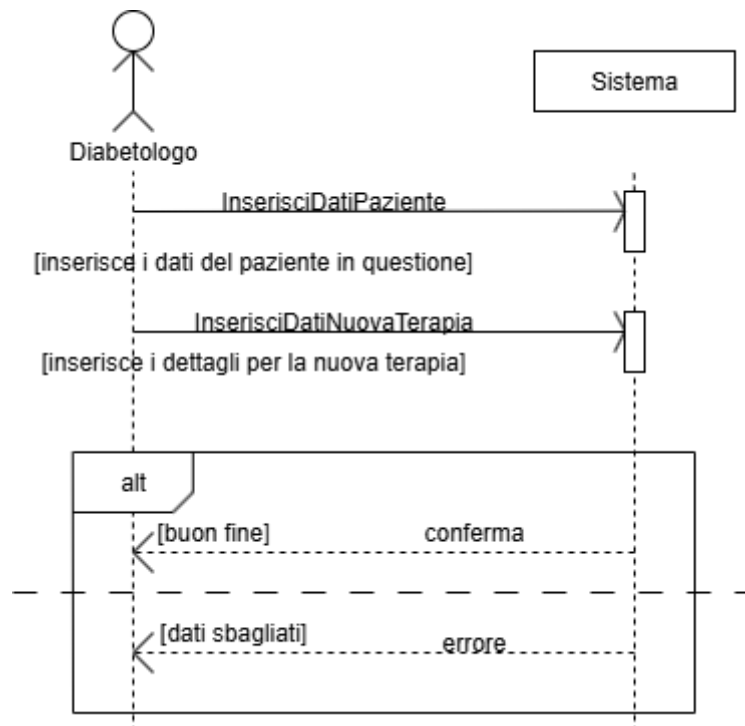 Sistema
Diabetologo
InserisciDatiPaziente
[inserisce i dati del paziente in questione]
InserisciDatiNuovaTerapia
[inserisce i dettagli per la nuova terapia]
alt
[buon fine] conferma
[dati sbagliati] errore